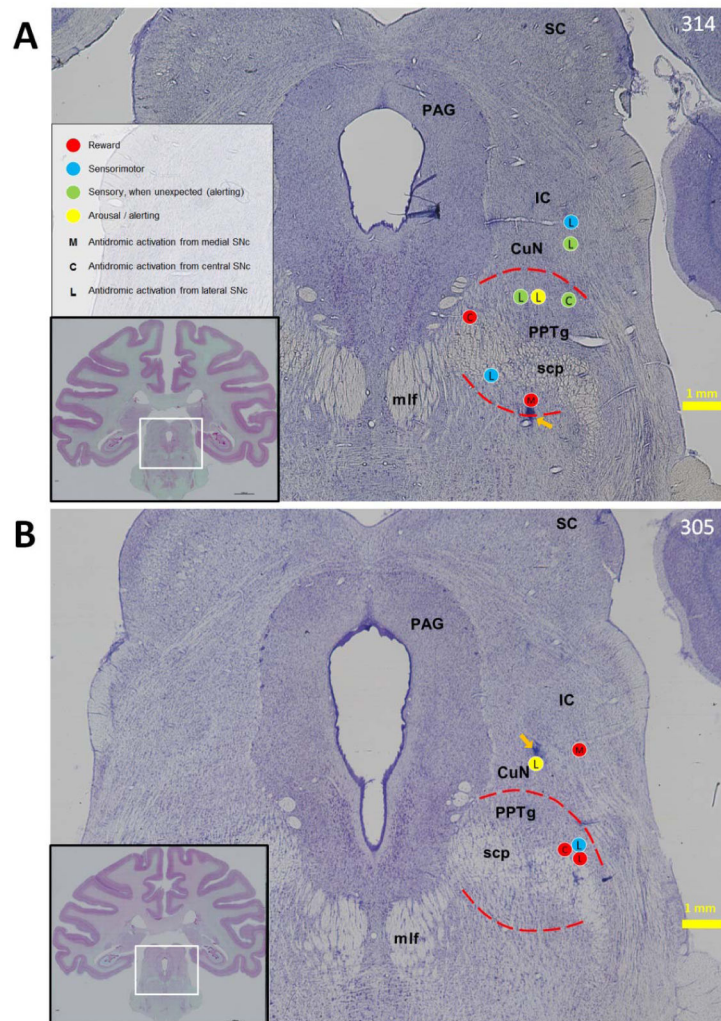 A
SC
314
PAG
Reward
Sensorimotor
Sensory, when unexpected (alerting)
Arousal / alerting
M Antidromic activation from medial SNc
C Antidromic activation from central SNc
L Antidromic activation from lateral SNc
IC
L
CuN
L
L L C
C
PPTg
scp
L
mlf
M
1 mm
B
SC
305
PAG
IC
M
CuN
L
PPTg
scp
C L
L
mlf
1 mm